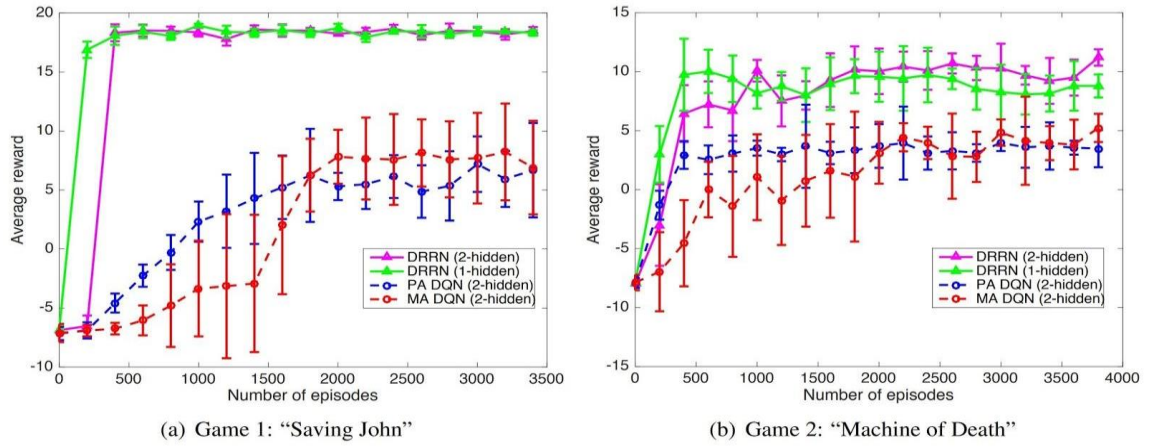 20
15
10
5
0
-5
-10
Average reward
0 500 1000 1500 2000 2500 3000 3500
Number of episodes
DRRN (2-hidden)
DRRN (1-hidden)
PA DQN (2-hidden)
MA DQN (2-hidden)
(a) Game 1: “Saving John”
15
10
5
0
-5
-10
-15
Average reward
0 500 1000 1500 2000 2500 3000 3500 4000
Number of episodes
DRRN (2-hidden)
DRRN (1-hidden)
PA DQN (2-hidden)
MA DQN (2-hidden)
(b) Game 2: “Machine of Death”